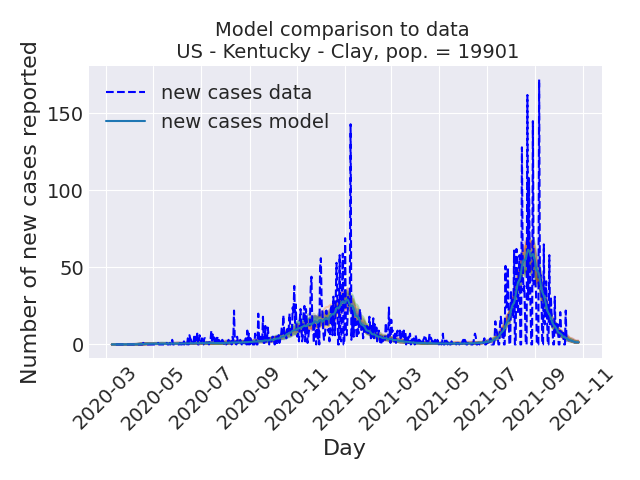 Model comparison to data
US - Kentucky - Clay, pop. = 19901
Number of new cases reported
new cases data
new cases model
150
100
50
0
2020-03
2020-05
2020-07
2020-09
2020-11
2021-01
2021-03
2021-05
2021-07
2021-09
2021-11
Day